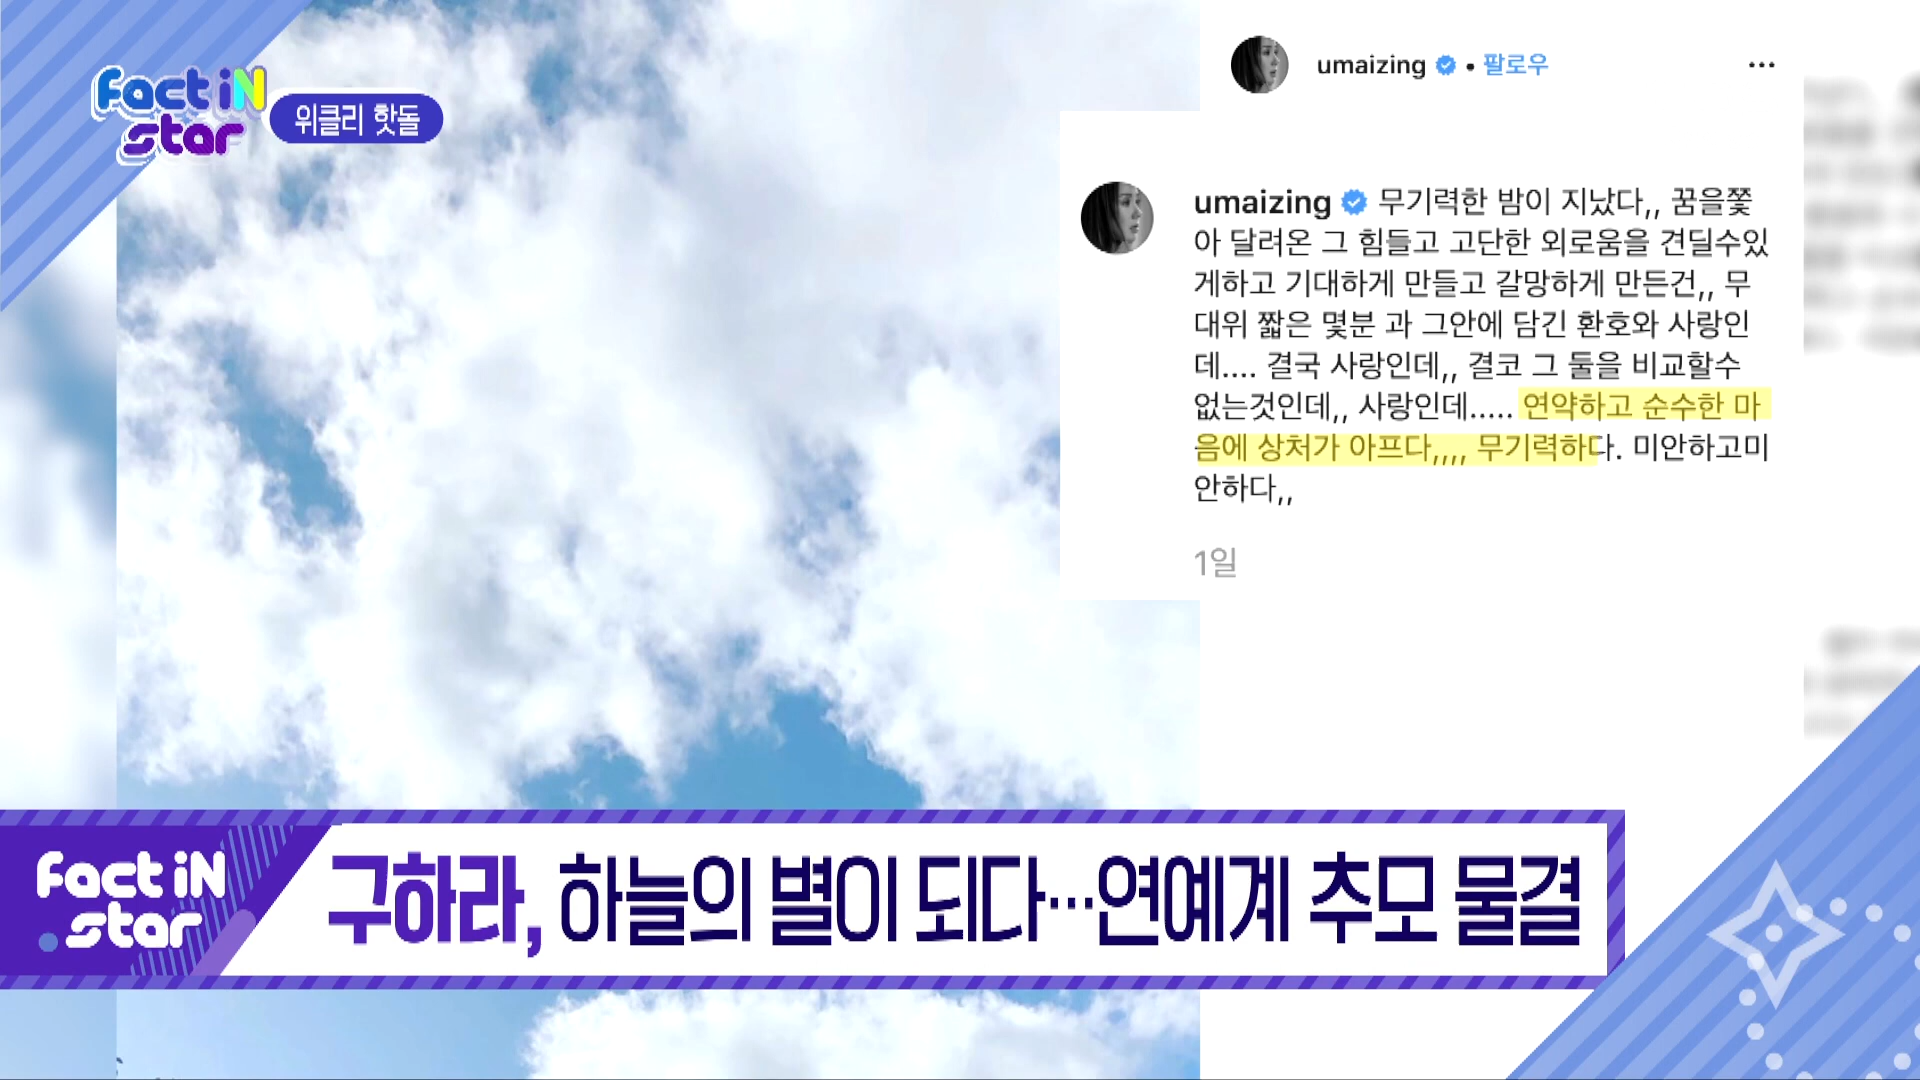 Fact iN
star
위클리 핫돌
umaizing • 팔로우 •••
umaizing 무기력한 밤이 지났다,, 꿈을쫓
아 달려온 그 힘들고 고단한 외로움을 견딜수있
게하고 기대하게 만들고 갈망하게 만든건,, 무
대위 짧은 몇분 과 그안에 담긴 환호와 사랑인
데.... 결국 사랑인데,, 결코 그 둘을 비교할수
없는것인데,, 사랑인데..... 연약하고 순수한 마
음에 상처가 아프다,,,, 무기력하다. 미안하고미
안하다,,
1일
Fact iN
star
구하라, 하늘의 별이 되다…연예계 추모 물결